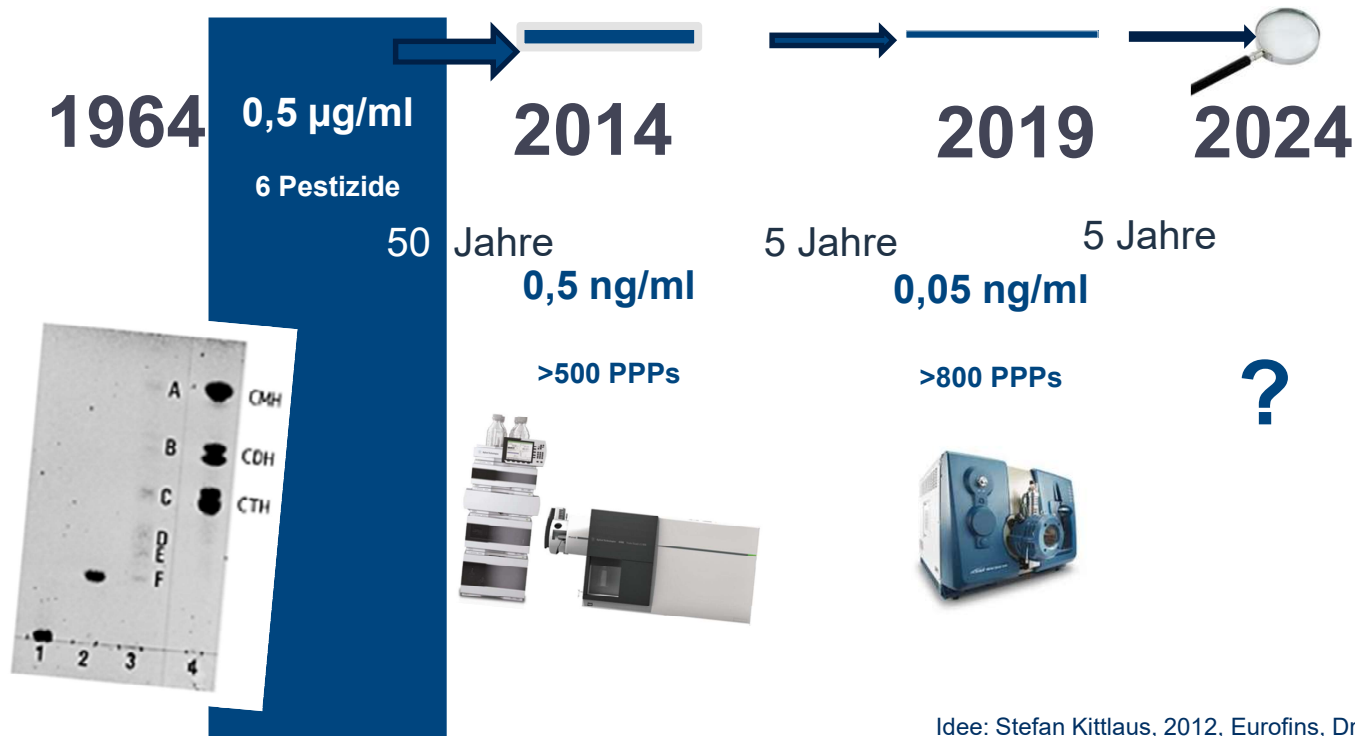 1964
0,5 µg/ml
6 Pestizide
2014
2019
2024
50 Jahre
5 Jahre
5 Jahre
0,5 ng/ml
0,05 ng/ml
>500 PPPs
>800 PPPs
?
A
CMH
B
CDH
C
CTH
D
E
F
1 2 3 4
Idee: Stefan Kittlaus, 2012, Eurofins, Dr